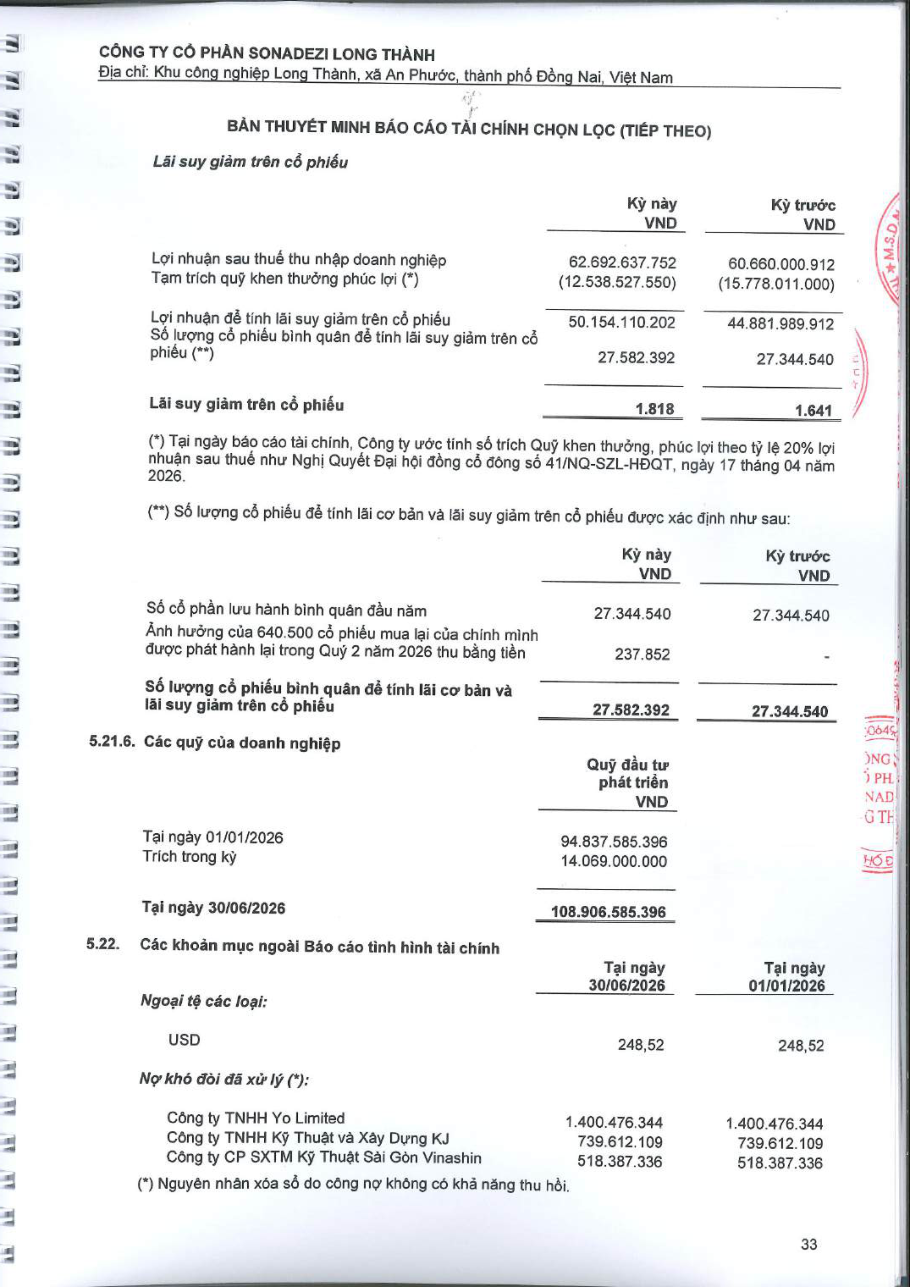 CÔNG TY CỔ PHẦN SONADEZI LONG THÀNH
Địa chỉ: Khu công nghiệp Long Thành, xã An Phước, thành phố Đồng Nai, Việt Nam
BẢN THUYẾT MINH BÁO CÁO TÀI CHÍNH CHỌN LỌC (TIẾP THEO)
Lãi suy giảm trên cổ phiếu
Kỳ này Kỳ trước
VND VND
Lợi nhuận sau thuế thu nhập doanh nghiệp 62.692.637.752 60.660.000.912
Tạm trích quỹ khen thưởng phúc lợi (*) (12.538.527.550) (15.778.011.000)
Lợi nhuận để tính lãi suy giảm trên cổ phiếu 50.154.110.202 44.881.989.912
Số lượng cổ phiếu bình quân để tính lãi suy giảm trên cổ
phiếu (**) 27.582.392 27.344.540
Lãi suy giảm trên cổ phiếu 1.818 1.641
(*) Tại ngày báo cáo tài chính, Công ty ước tính số trích Quỹ khen thưởng, phúc lợi theo tỷ lệ 20% lợi
nhuận sau thuế như Nghị Quyết Đại hội đồng cổ đông số 41/NQ-SZL-HĐQT, ngày 17 tháng 04 năm
2026.
(**) Số lượng cổ phiếu để tính lãi cơ bản và lãi suy giảm trên cổ phiếu được xác định như sau:
Kỳ này Kỳ trước
VND VND
Số cổ phần lưu hành bình quân đầu năm 27.344.540 27.344.540
Ảnh hưởng của 640.500 cổ phiếu mua lại của chính mình
được phát hành lại trong Quý 2 năm 2026 thu bằng tiền 237.852 -
Số lượng cổ phiếu bình quân để tính lãi cơ bản và
lãi suy giảm trên cổ phiếu 27.582.392 27.344.540
5.21.6. Các quỹ của doanh nghiệp
Quỹ đầu tư
phát triển
VND
Tại ngày 01/01/2026 94.837.585.396
Trích trong kỳ 14.069.000.000
Tại ngày 30/06/2026 108.906.585.396
5.22. Các khoản mục ngoài Báo cáo tình hình tài chính
Tại ngày Tại ngày
30/06/2026 01/01/2026
Ngoại tệ các loại:
USD 248,52 248,52
Nợ khó đòi đã xử lý (*):
Công ty TNHH Yo Limited 1.400.476.344 1.400.476.344
Công ty TNHH Kỹ Thuật và Xây Dựng KJ 739.612.109 739.612.109
Công ty CP SXTM Kỹ Thuật Sài Gòn Vinashin 518.387.336 518.387.336
(*) Nguyên nhân xóa sổ do công nợ không có khả năng thu hồi.
33